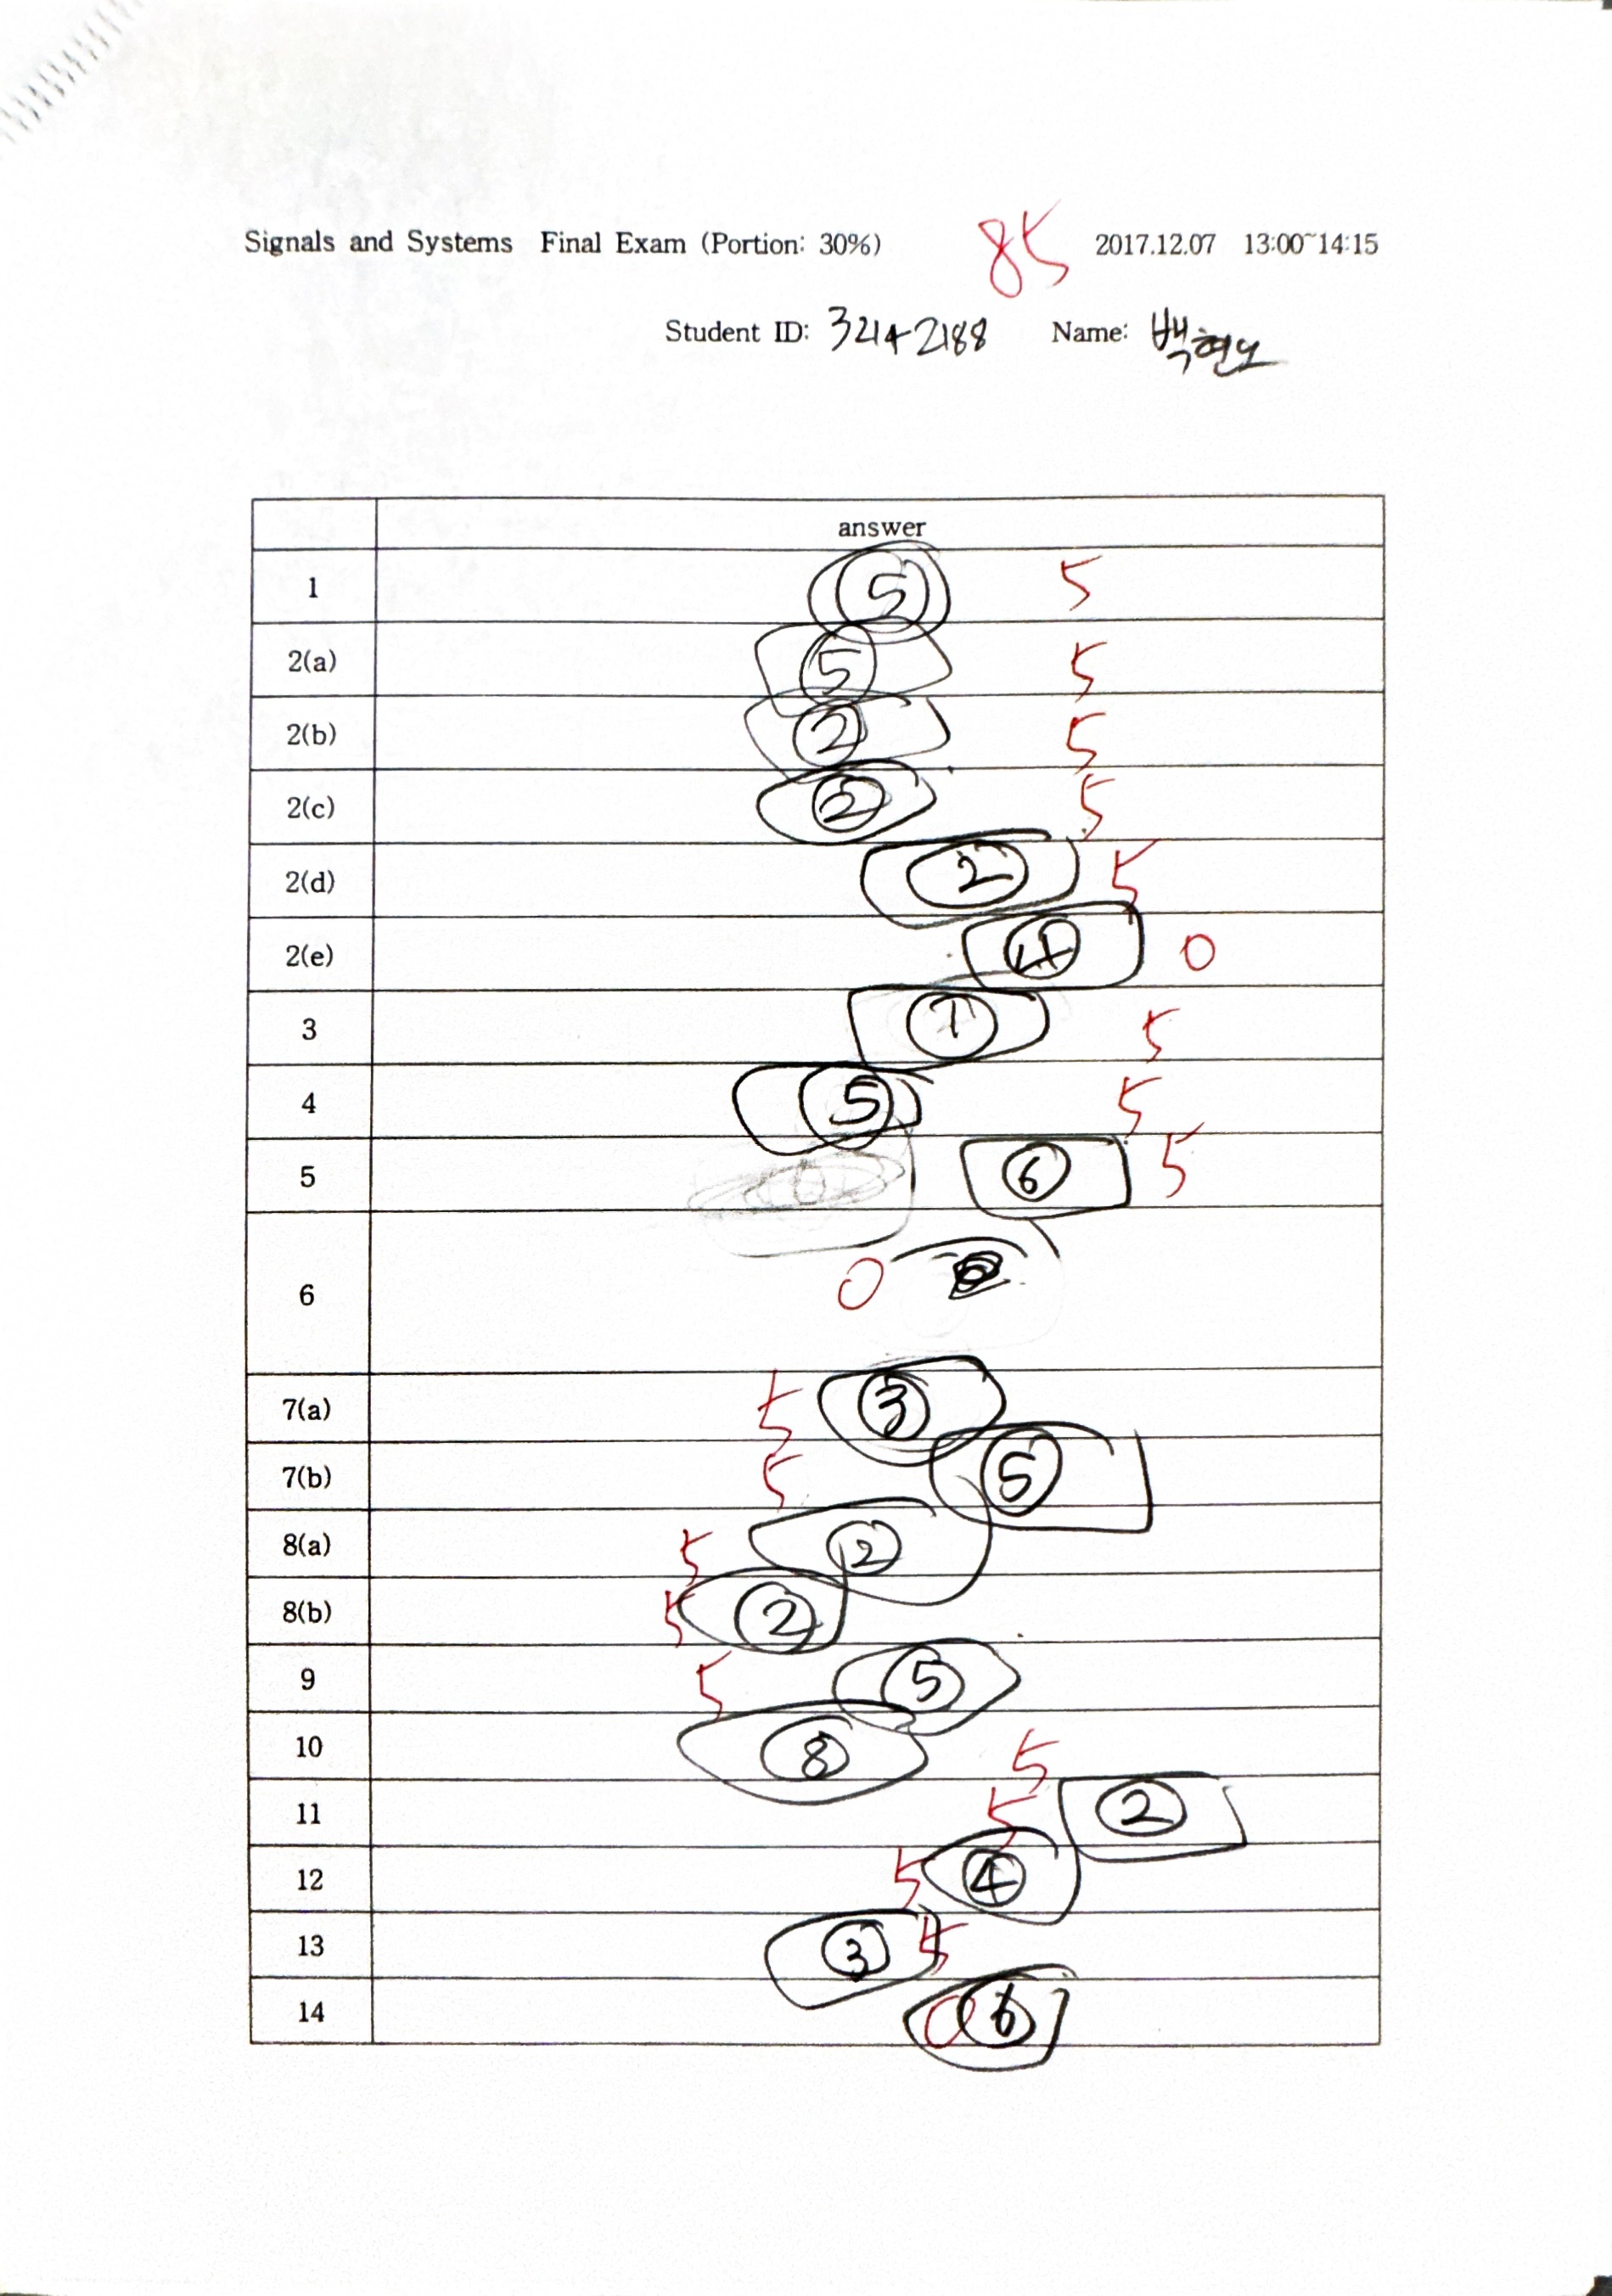 Signals and Systems Final Exam (Portion: 30%) 85 2017.12.07 13:00~14:15
Student ID: 32142188 Name: 백현노
answer
1 ⑤ 5
2(a) ⑤ 5
2(b) ② 5
2(c) ② 5
2(d) ② 5
2(e) ④ 0
3 ⑦ 5
4 ⑤ 5
5 ⑥ 5
6 0
7(a) 5 ③
7(b) 5 ⑤
8(a) 5 ②
8(b) 5 ②
9 5 ⑤
10 ⑧ 5
11 5 ②
12 5 ④
13 ③ 5
14 0 ⑥